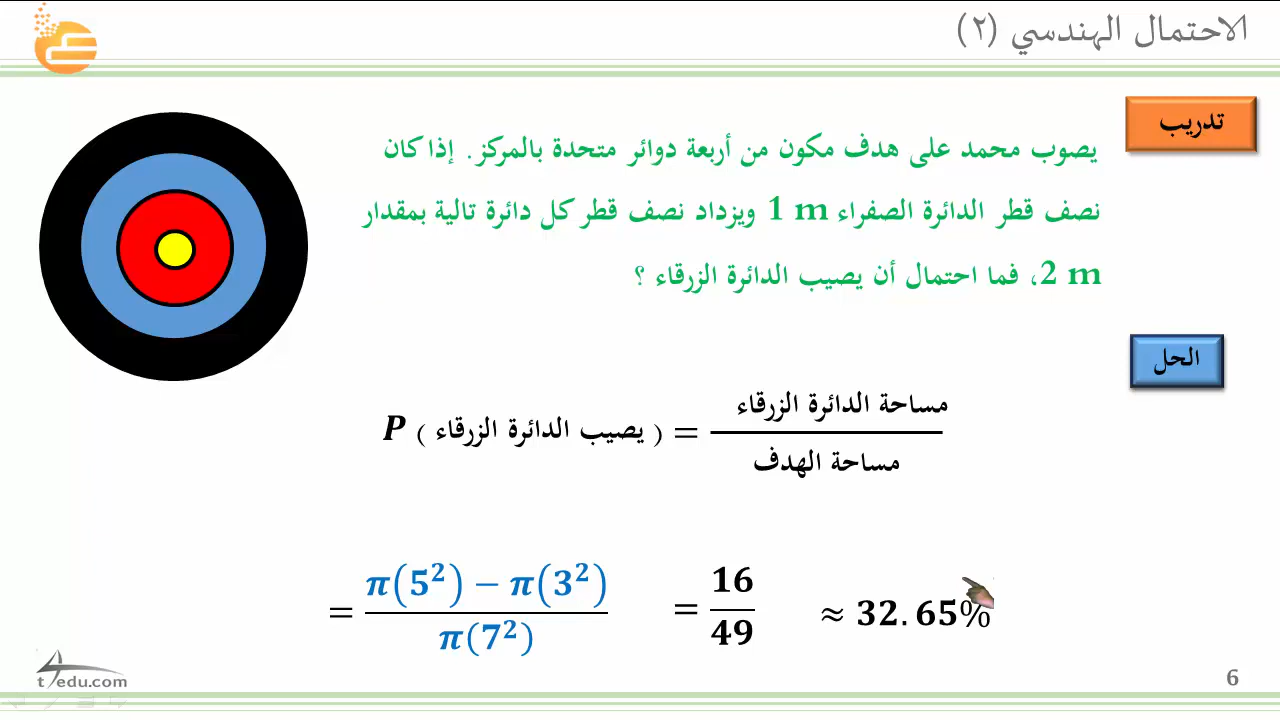 الاحتمال الهندسي (٢)
تدريب
يصوب محمد على هدف مكون من أربعة دوائر متحدة بالمركز. إذا كان
نصف قطر الدائرة الصفراء 1 m ويزداد نصف قطر كل دائرة تالية بمقدار
2 m، فما احتمال أن يصيب الدائرة الزرقاء ؟
الحل
P ( يصيب الدائرة الزرقاء ) = مساحة الدائرة الزرقاء / مساحة الهدف
= π(5²) − π(3²) / π(7²) = 16/49 ≈ 32.65%
t4edu.com
6